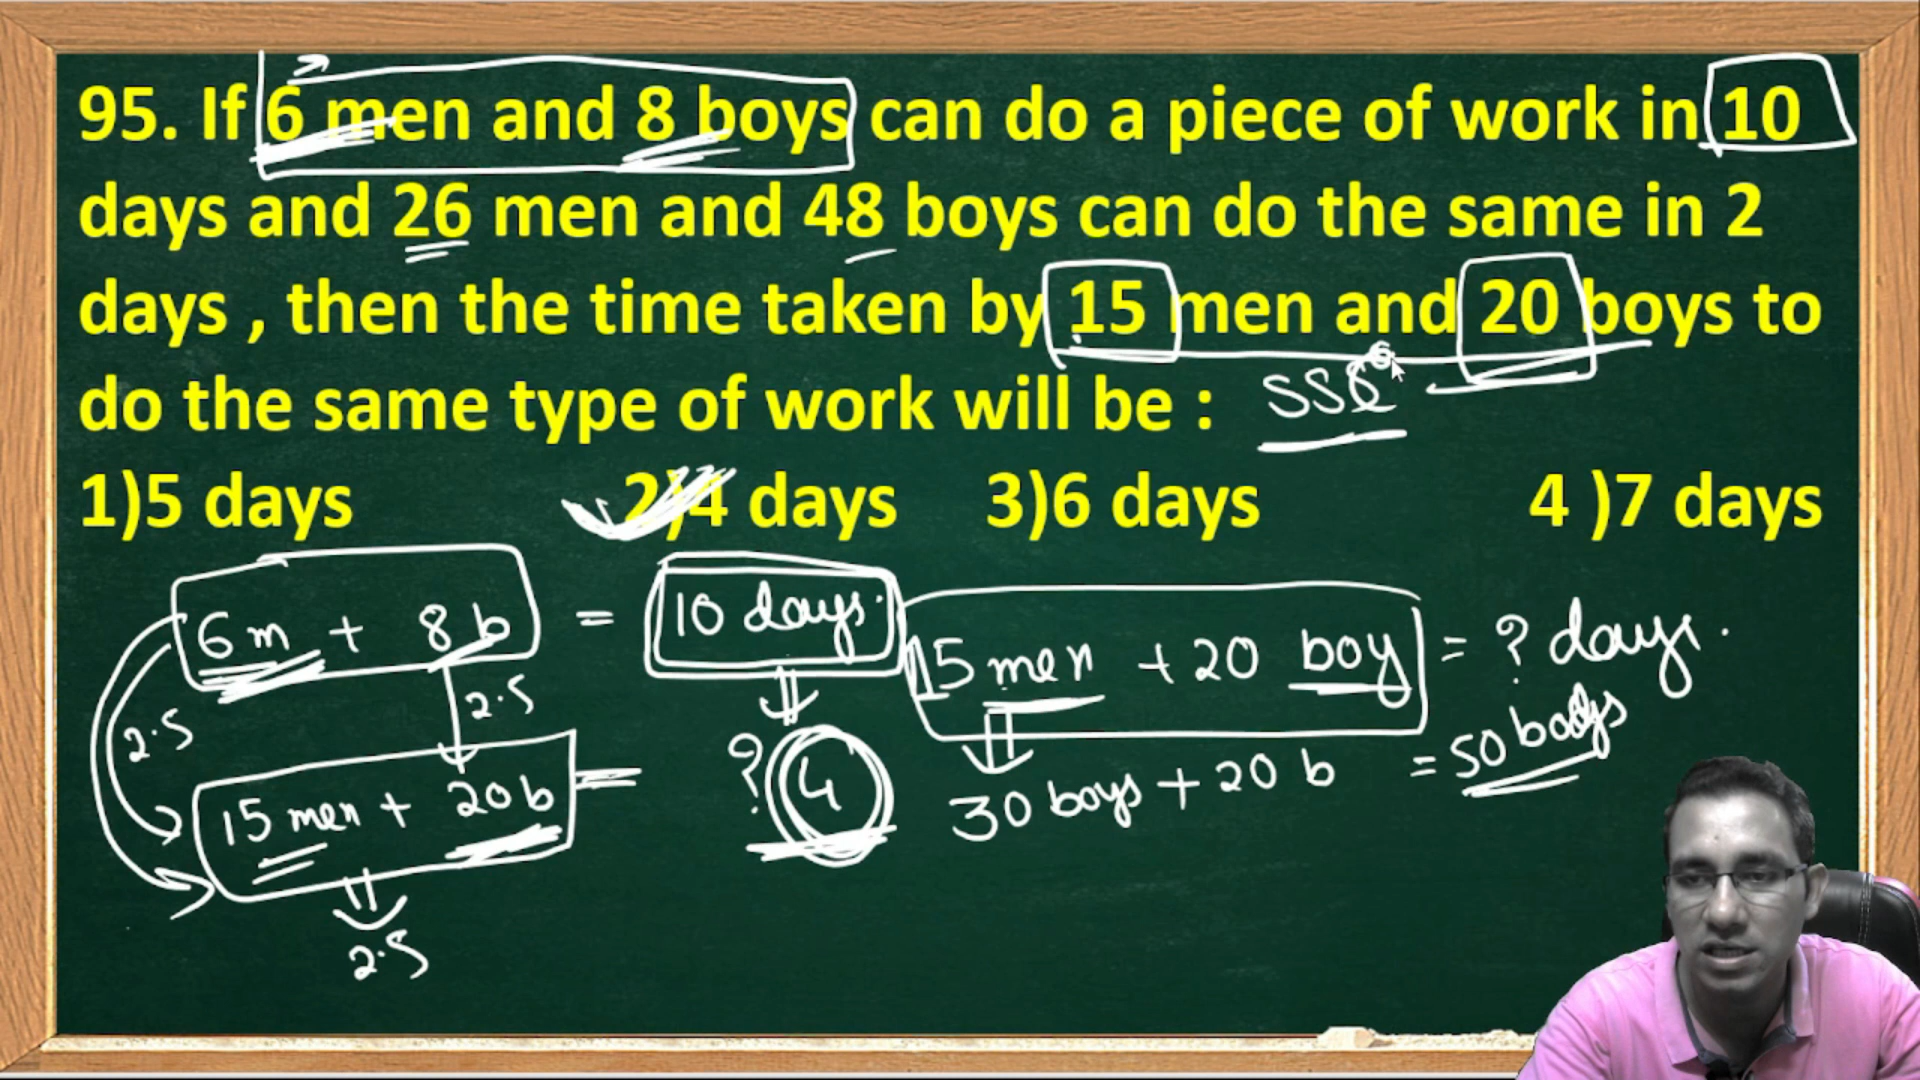 95. If 6 men and 8 boys can do a piece of work in 10
days and 26 men and 48 boys can do the same in 2
days , then the time taken by 15 men and 20 boys to
do the same type of work will be :
1)5 days 2)4 days 3)6 days 4 )7 days
6m + 8b = 10 days.
15 men + 20 boy = ? days.
2.5 2.5
15 men + 20b = ? 4
30 boys + 20 b = 50 boys
2.5